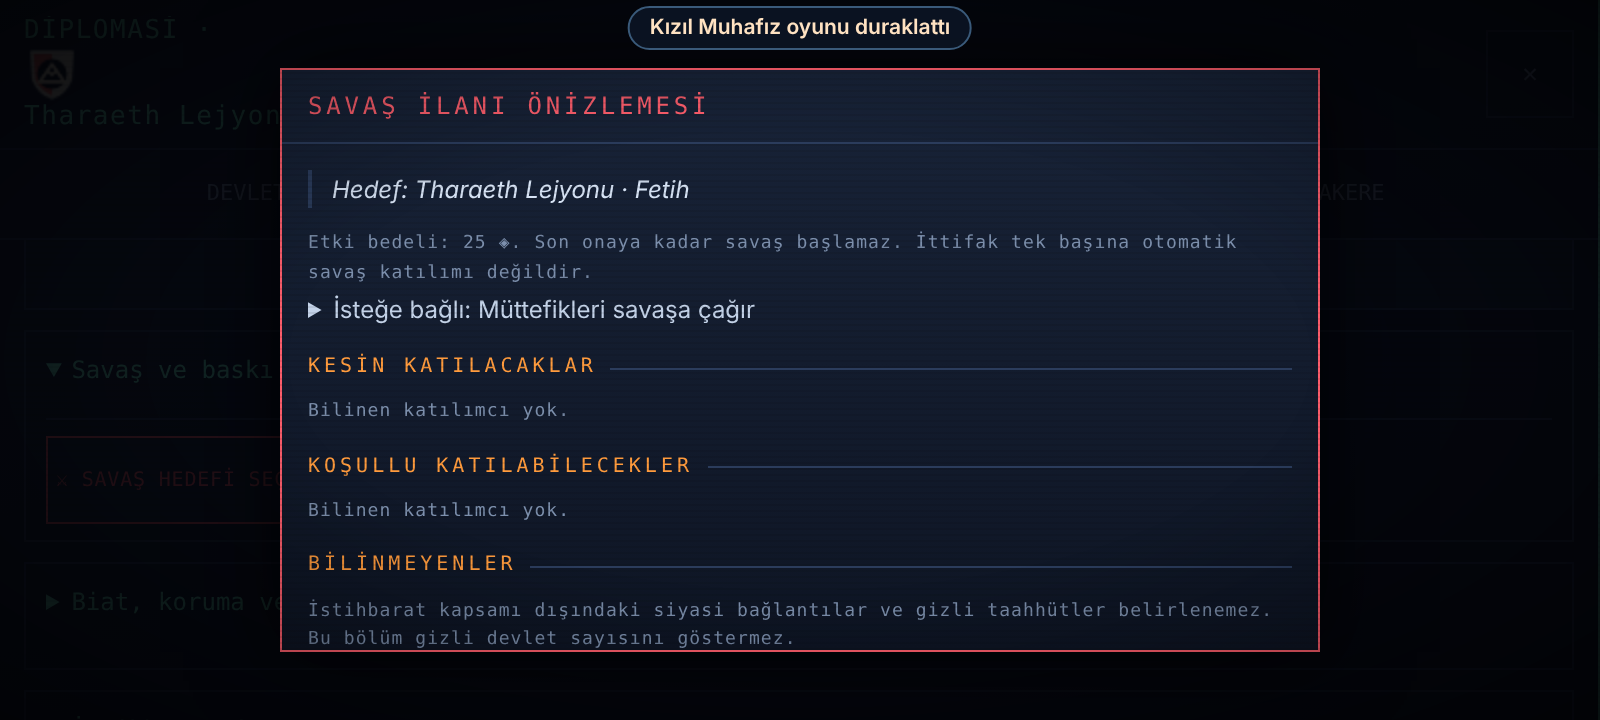 DİPLOMASİ ·
Kızıl Muhafız oyunu duraklattı
×
Tharaeth Lejyon
SAVAŞ İLANI ÖNİZLEMESİ
DEVLET
AKERE
Hedef: Tharaeth Lejyonu · Fetih
Etki bedeli: 25 ◈. Son onaya kadar savaş başlamaz. İttifak tek başına otomatik
savaş katılımı değildir.
▶ İsteğe bağlı: Müttefikleri savaşa çağır
▼ Savaş ve baskı
KESİN KATILACAKLAR
Bilinen katılımcı yok.
⚔ SAVAŞ HEDEFİ SEÇ
KOŞULLU KATILABİLECEKLER
Bilinen katılımcı yok.
BİLİNMEYENLER
▶ Biat, koruma ve
İstihbarat kapsamı dışındaki siyasi bağlantılar ve gizli taahhütler belirlenemez.
Bu bölüm gizli devlet sayısını göstermez.